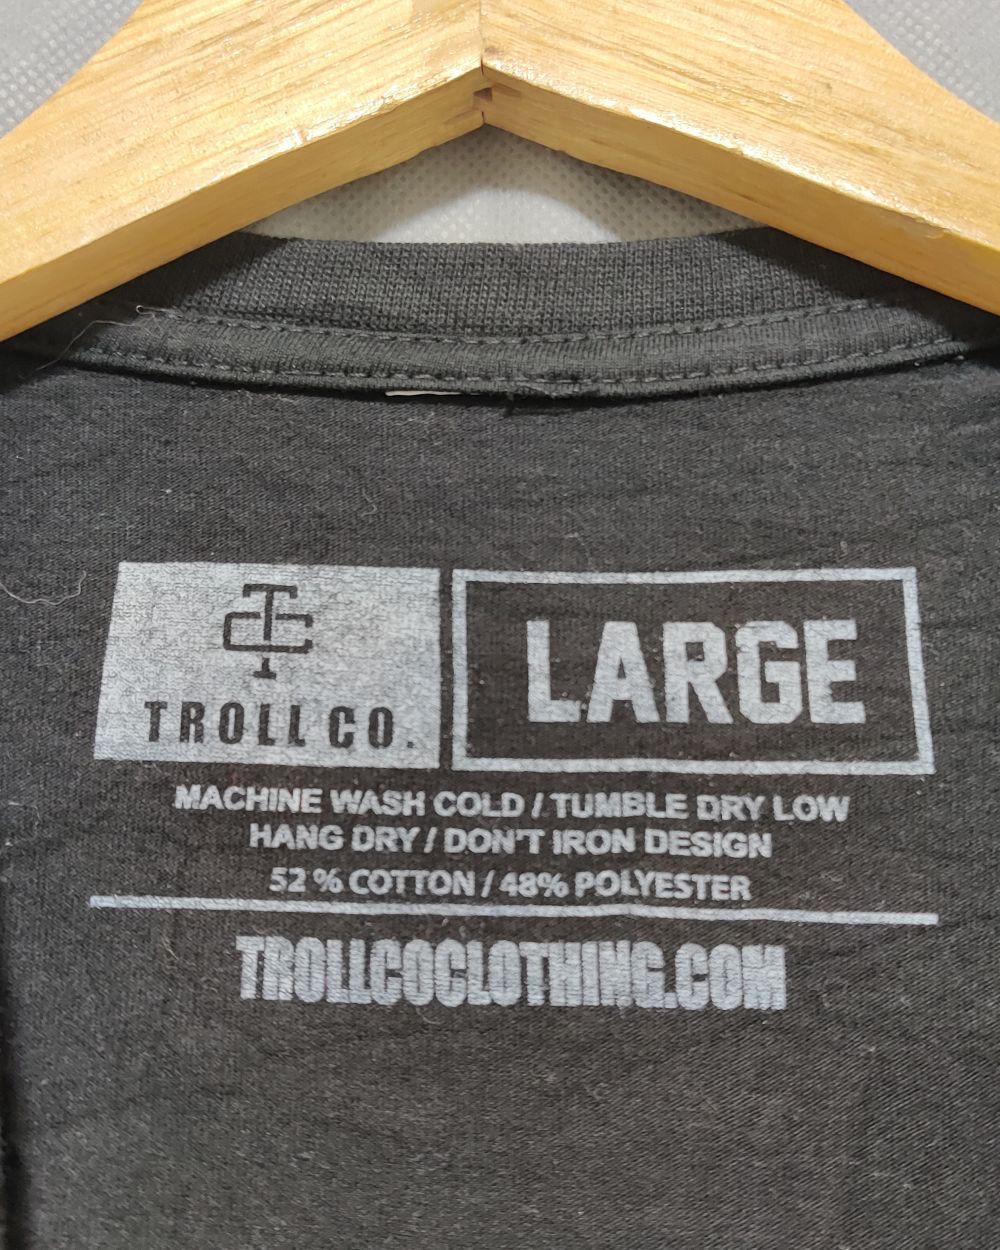 TC
TROLL CO.
LARGE
MACHINE WASH COLD / TUMBLE DRY LOW
HANG DRY / DON'T IRON DESIGN
52 % COTTON / 48% POLYESTER
TROLLCOCLOTHING.COM